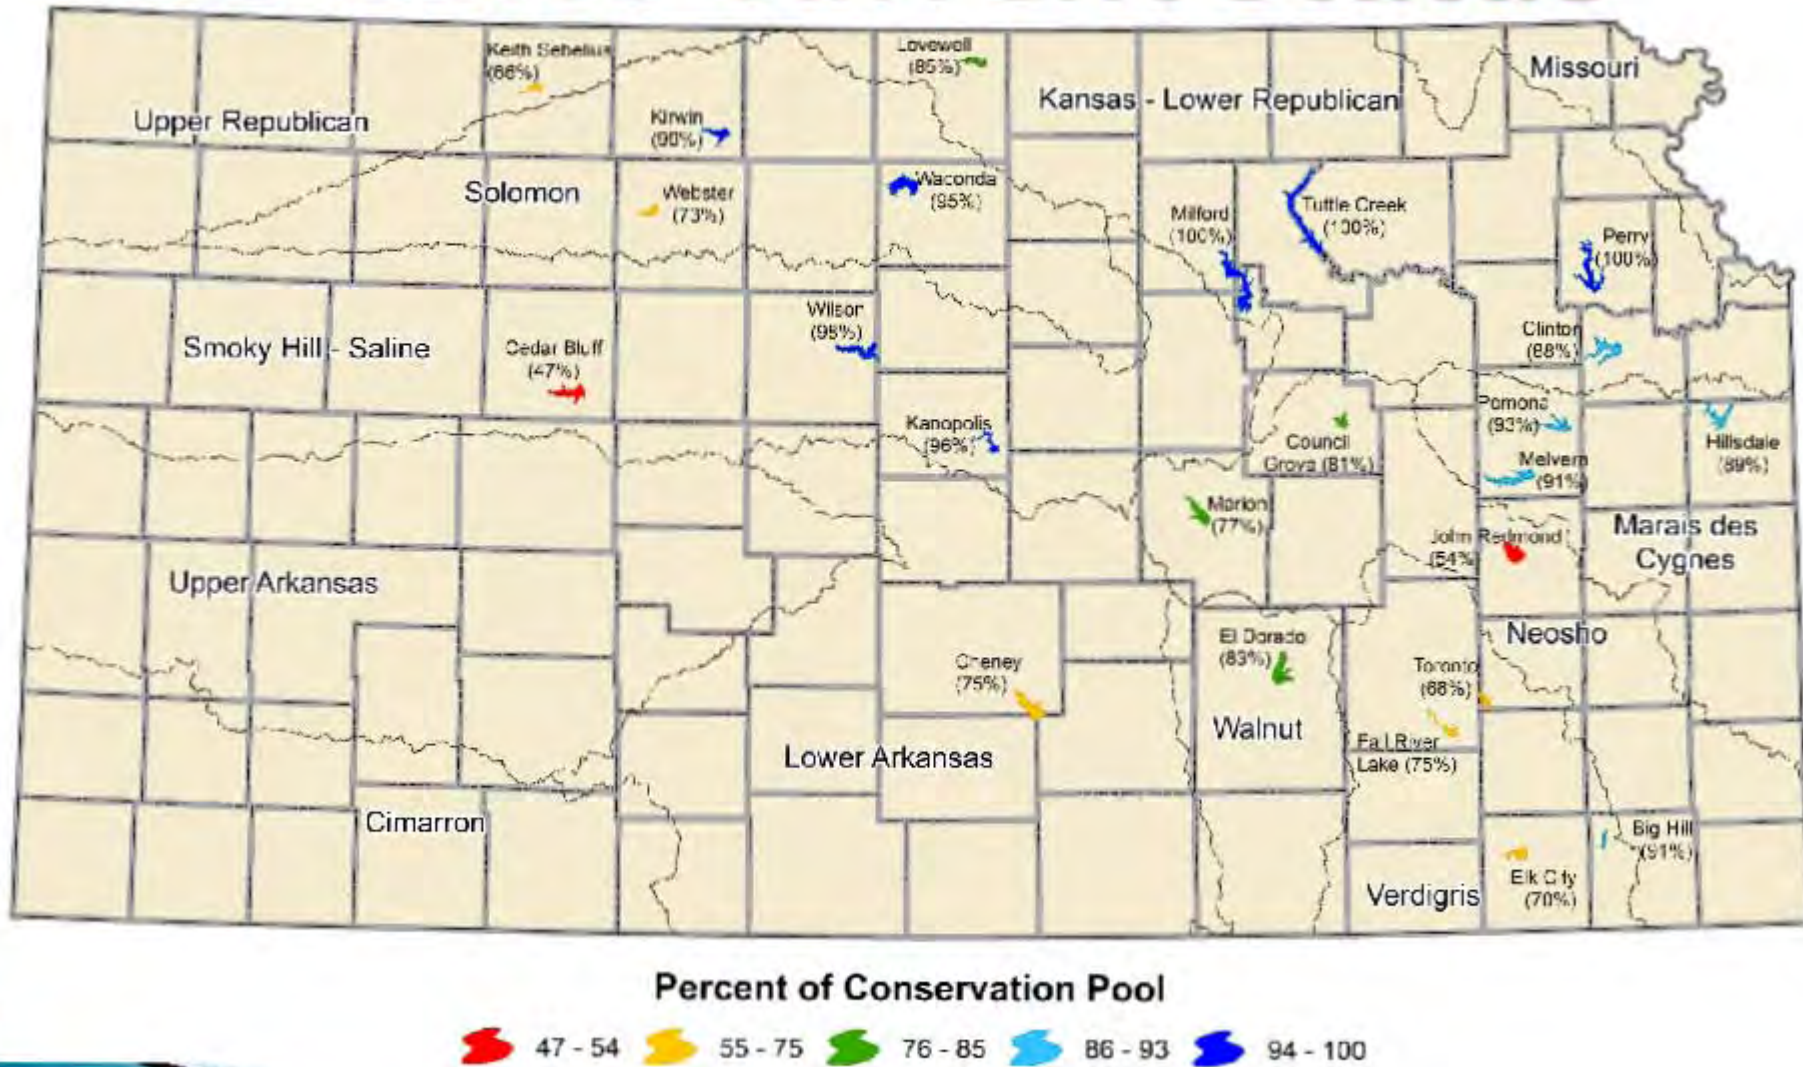 Keith Sebelius
(66%)
Lovewell
(85%)
Missouri
Kansas - Lower Republican
Upper Republican
Kirwin
Solomon
Webster
(73%)
Waconda
(95%)
Milford
(100%)
Tuttle Creek
(100%)
Perry
(100%)
Wilson
(98%)
Smoky Hill - Saline
Cedar Bluff
(47%)
Clinton
(88%)
Kanopolis
(96%)
Council
Grove (81%)
Pomona
(93%)
Hillsdale
(89%)
Melvern
(91%)
Marion
(77%)
John Redmond
(54%)
Marais des
Cygnes
Upper Arkansas
Neosho
El Dorado
(83%)
Cheney
(75%)
Toronto
(68%)
Walnut
Fall River
Lake (75%)
Lower Arkansas
Cimarron
Big Hill
(91%)
Elk City
(70%)
Verdigris
Percent of Conservation Pool
47 - 54
55 - 75
76 - 85
86 - 93
94 - 100